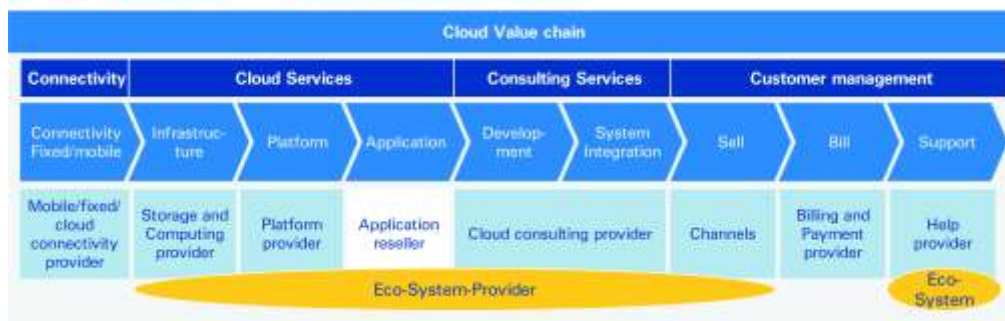 Cloud Value chain
Connectivity
Cloud Services
Consulting Services
Customer management
Connectivity
Fixed/mobile
Infrastruc-
ture
Platform
Application
Develop-
ment
System
Integration
Sell
Bill
Support
Mobile/fixed/
cloud
connectivity
provider
Storage and
Computing
provider
Platform
provider
Application
reseller
Cloud consulting provider
Channels
Billing and
Payment
provider
Help
provider
Eco-System-Provider
Eco-
System